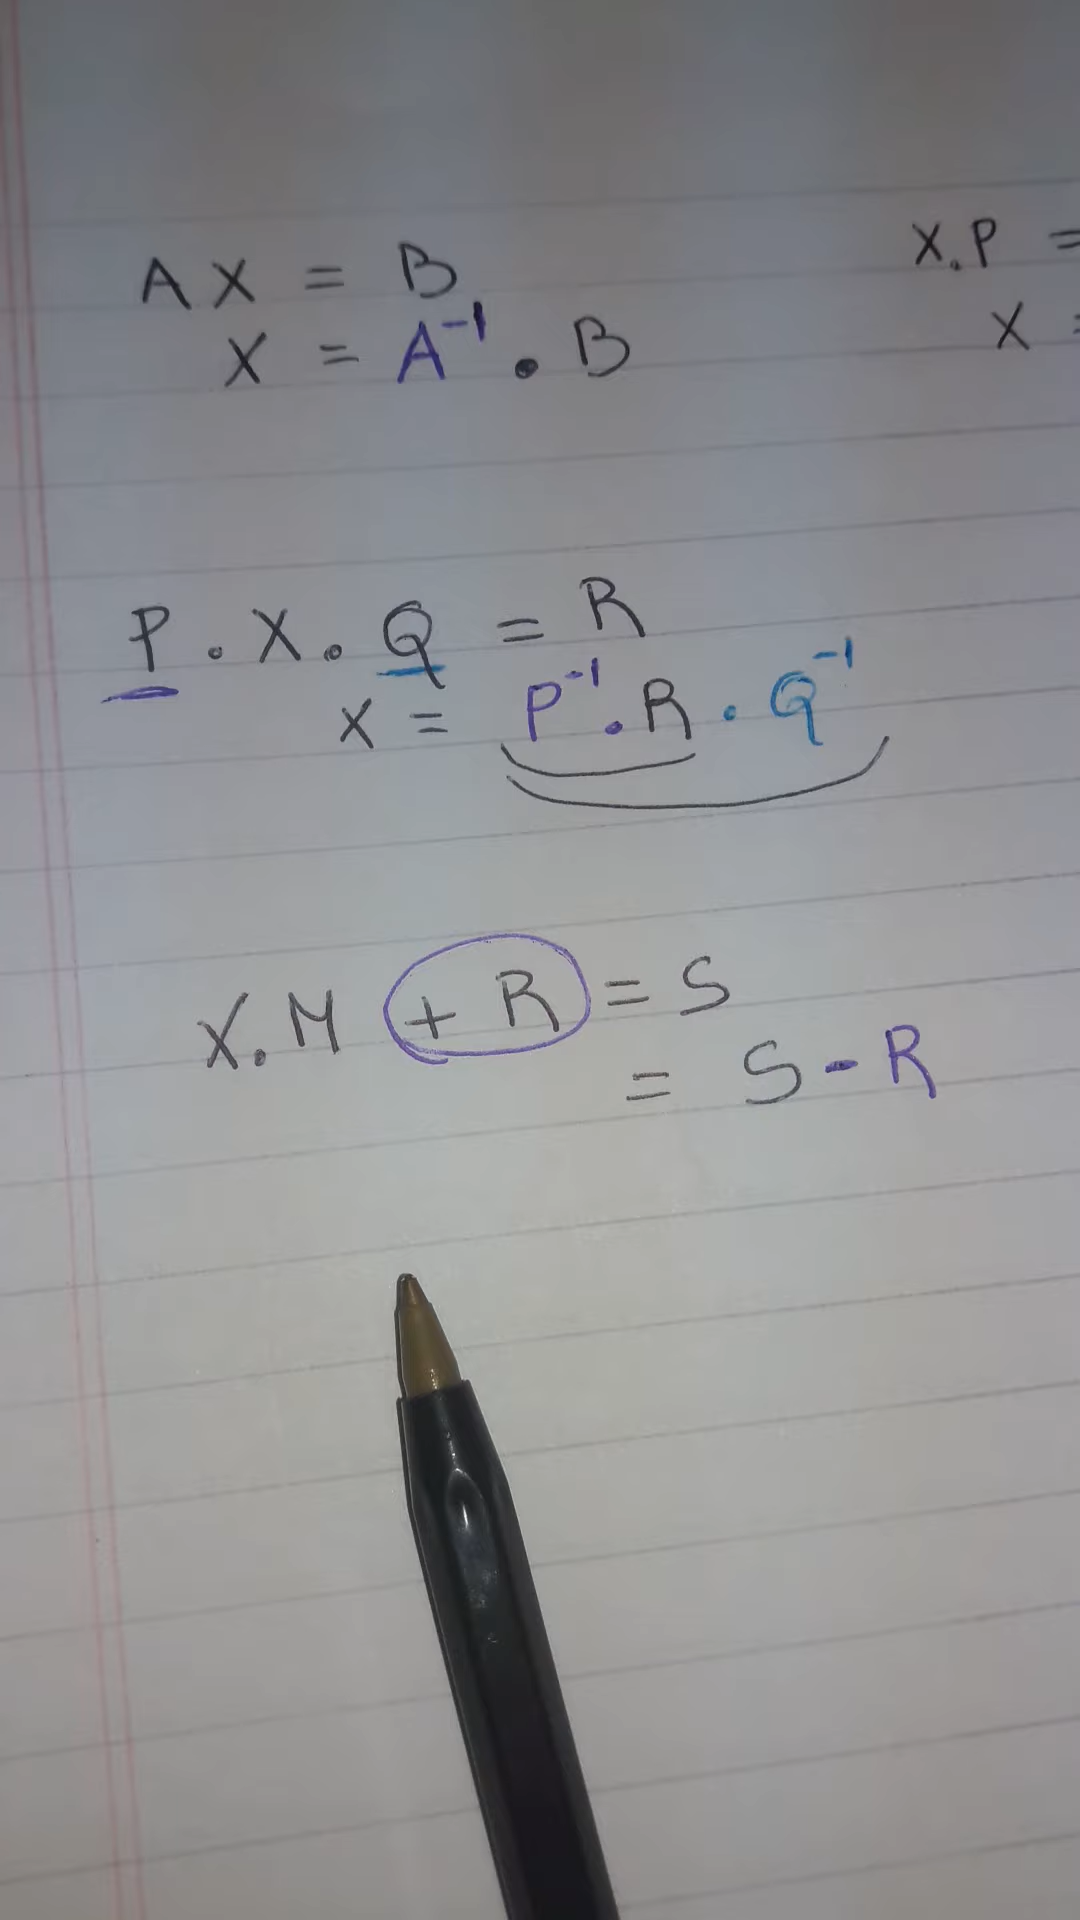 AX = B
X = A⁻¹ . B
X.P =
X =
P . X . Q = R
X = P⁻¹ . R . Q⁻¹
X.M + R = S
= S - R